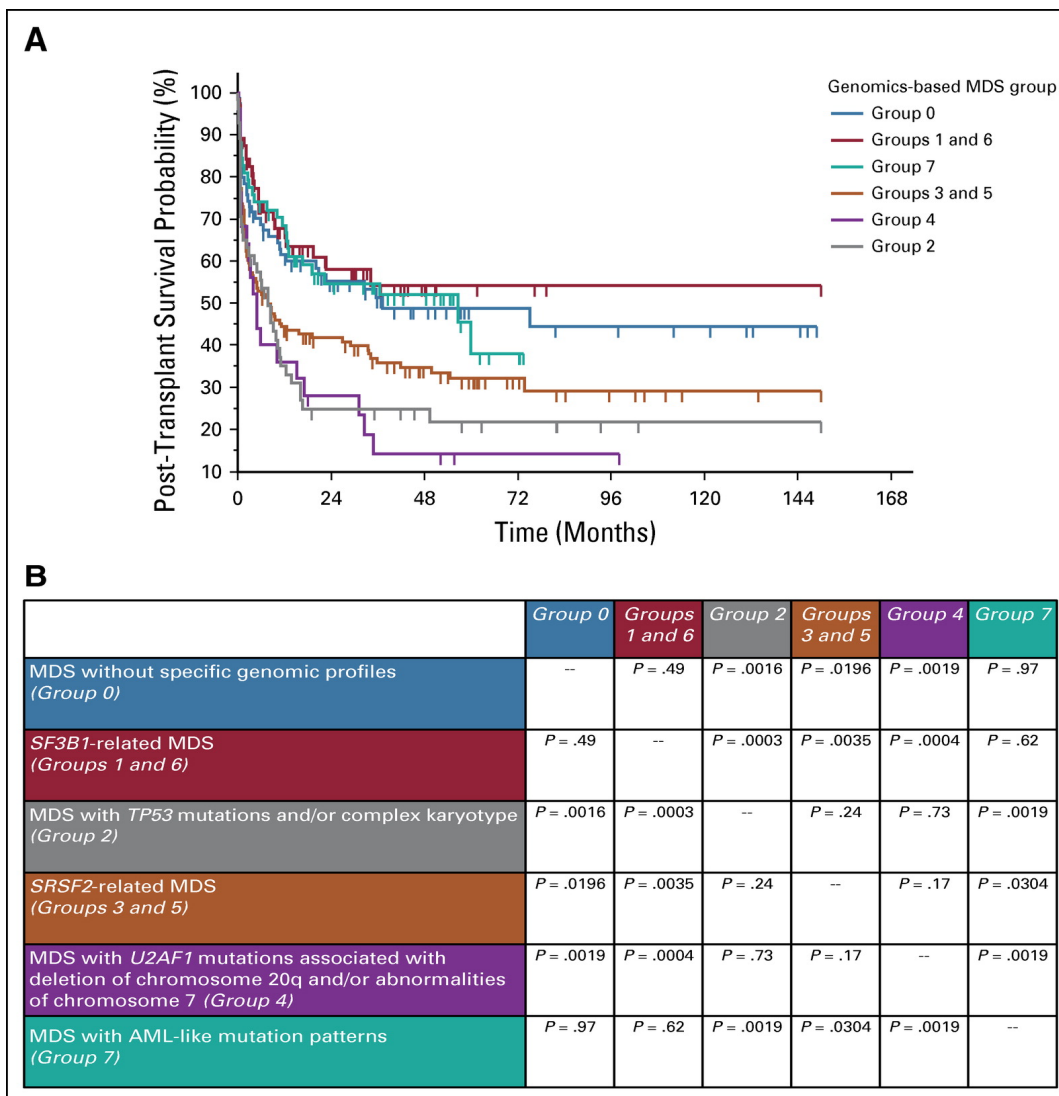 A
Post-Transplant Survival Probability (%)
100
90
80
70
60
50
40
30
20
10
0
24
48
72
96
120
144
168
Time (Months)
Genomics-based MDS group
Group 0
Groups 1 and 6
Group 7
Groups 3 and 5
Group 4
Group 2
B
Group 0
Groups
1 and 6
Group 2
Groups
3 and 5
Group 4
Group 7
MDS without specific genomic profiles
(Group 0)
-- P = .49 P = .0016 P = .0196 P = .0019 P = .97
SF3B1-related MDS
(Groups 1 and 6)
P = .49 -- P = .0003 P = .0035 P = .0004 P = .62
MDS with TP53 mutations and/or complex karyotype
(Group 2)
P = .0016 P = .0003 -- P = .24 P = .73 P = .0019
SRSF2-related MDS
(Groups 3 and 5)
P = .0196 P = .0035 P = .24 -- P = .17 P = .0304
MDS with U2AF1 mutations associated with
deletion of chromosome 20q and/or abnormalities
of chromosome 7 (Group 4)
P = .0019 P = .0004 P = .73 P = .17 -- P = .0019
MDS with AML-like mutation patterns
(Group 7)
P = .97 P = .62 P = .0019 P = .0304 P = .0019 --